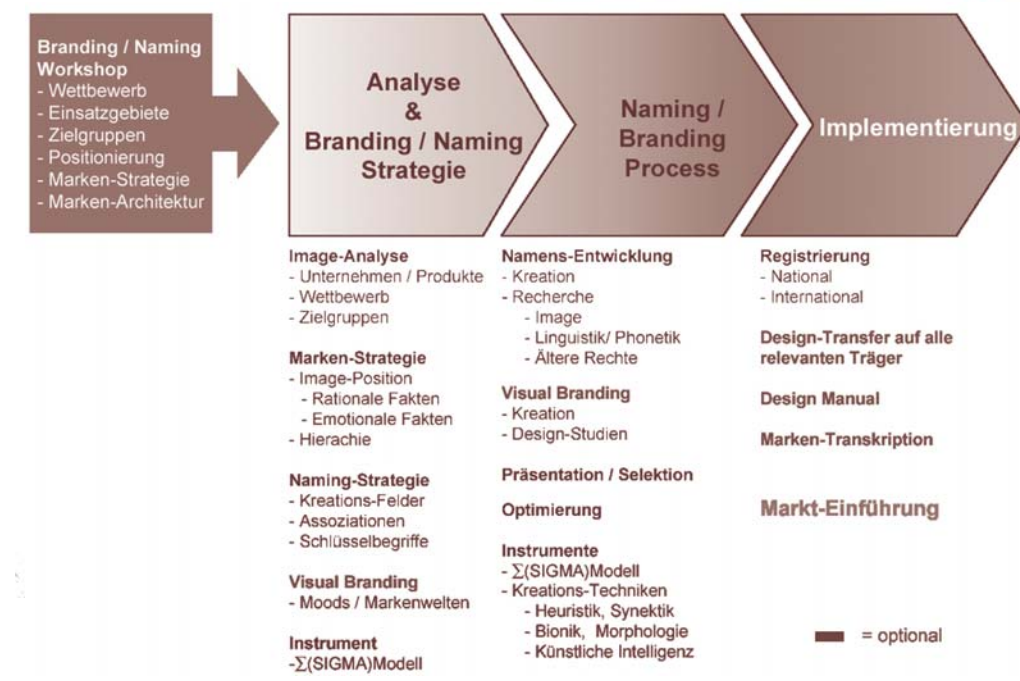 Branding / Naming
Workshop
- Wettbewerb
- Einsatzgebiete
- Zielgruppen
- Positionierung
- Marken-Strategie
- Marken-Architektur
Analyse
&
Branding / Naming
Strategie
Naming /
Branding
Process
Implementierung
Image-Analyse
- Unternehmen / Produkte
- Wettbewerb
- Zielgruppen
Marken-Strategie
- Image-Position
- Rationale Fakten
- Emotionale Fakten
- Hierachie
Naming-Strategie
- Kreations-Felder
- Assoziationen
- Schlüsselbegriffe
Visual Branding
- Moods / Markenwelten
Instrument
-∑(SIGMA)Modell
Namens-Entwicklung
- Kreation
- Recherche
- Image
- Linguistik/ Phonetik
- Ältere Rechte
Visual Branding
- Kreation
- Design-Studien
Präsentation / Selektion
Optimierung
Instrumente
- ∑(SIGMA)Modell
- Kreations-Techniken
- Heuristik, Synektik
- Bionik, Morphologie
- Künstliche Intelligenz
Registrierung
- National
- International
Design-Transfer auf alle
relevanten Träger
Design Manual
Marken-Transkription
Markt-Einführung
= optional